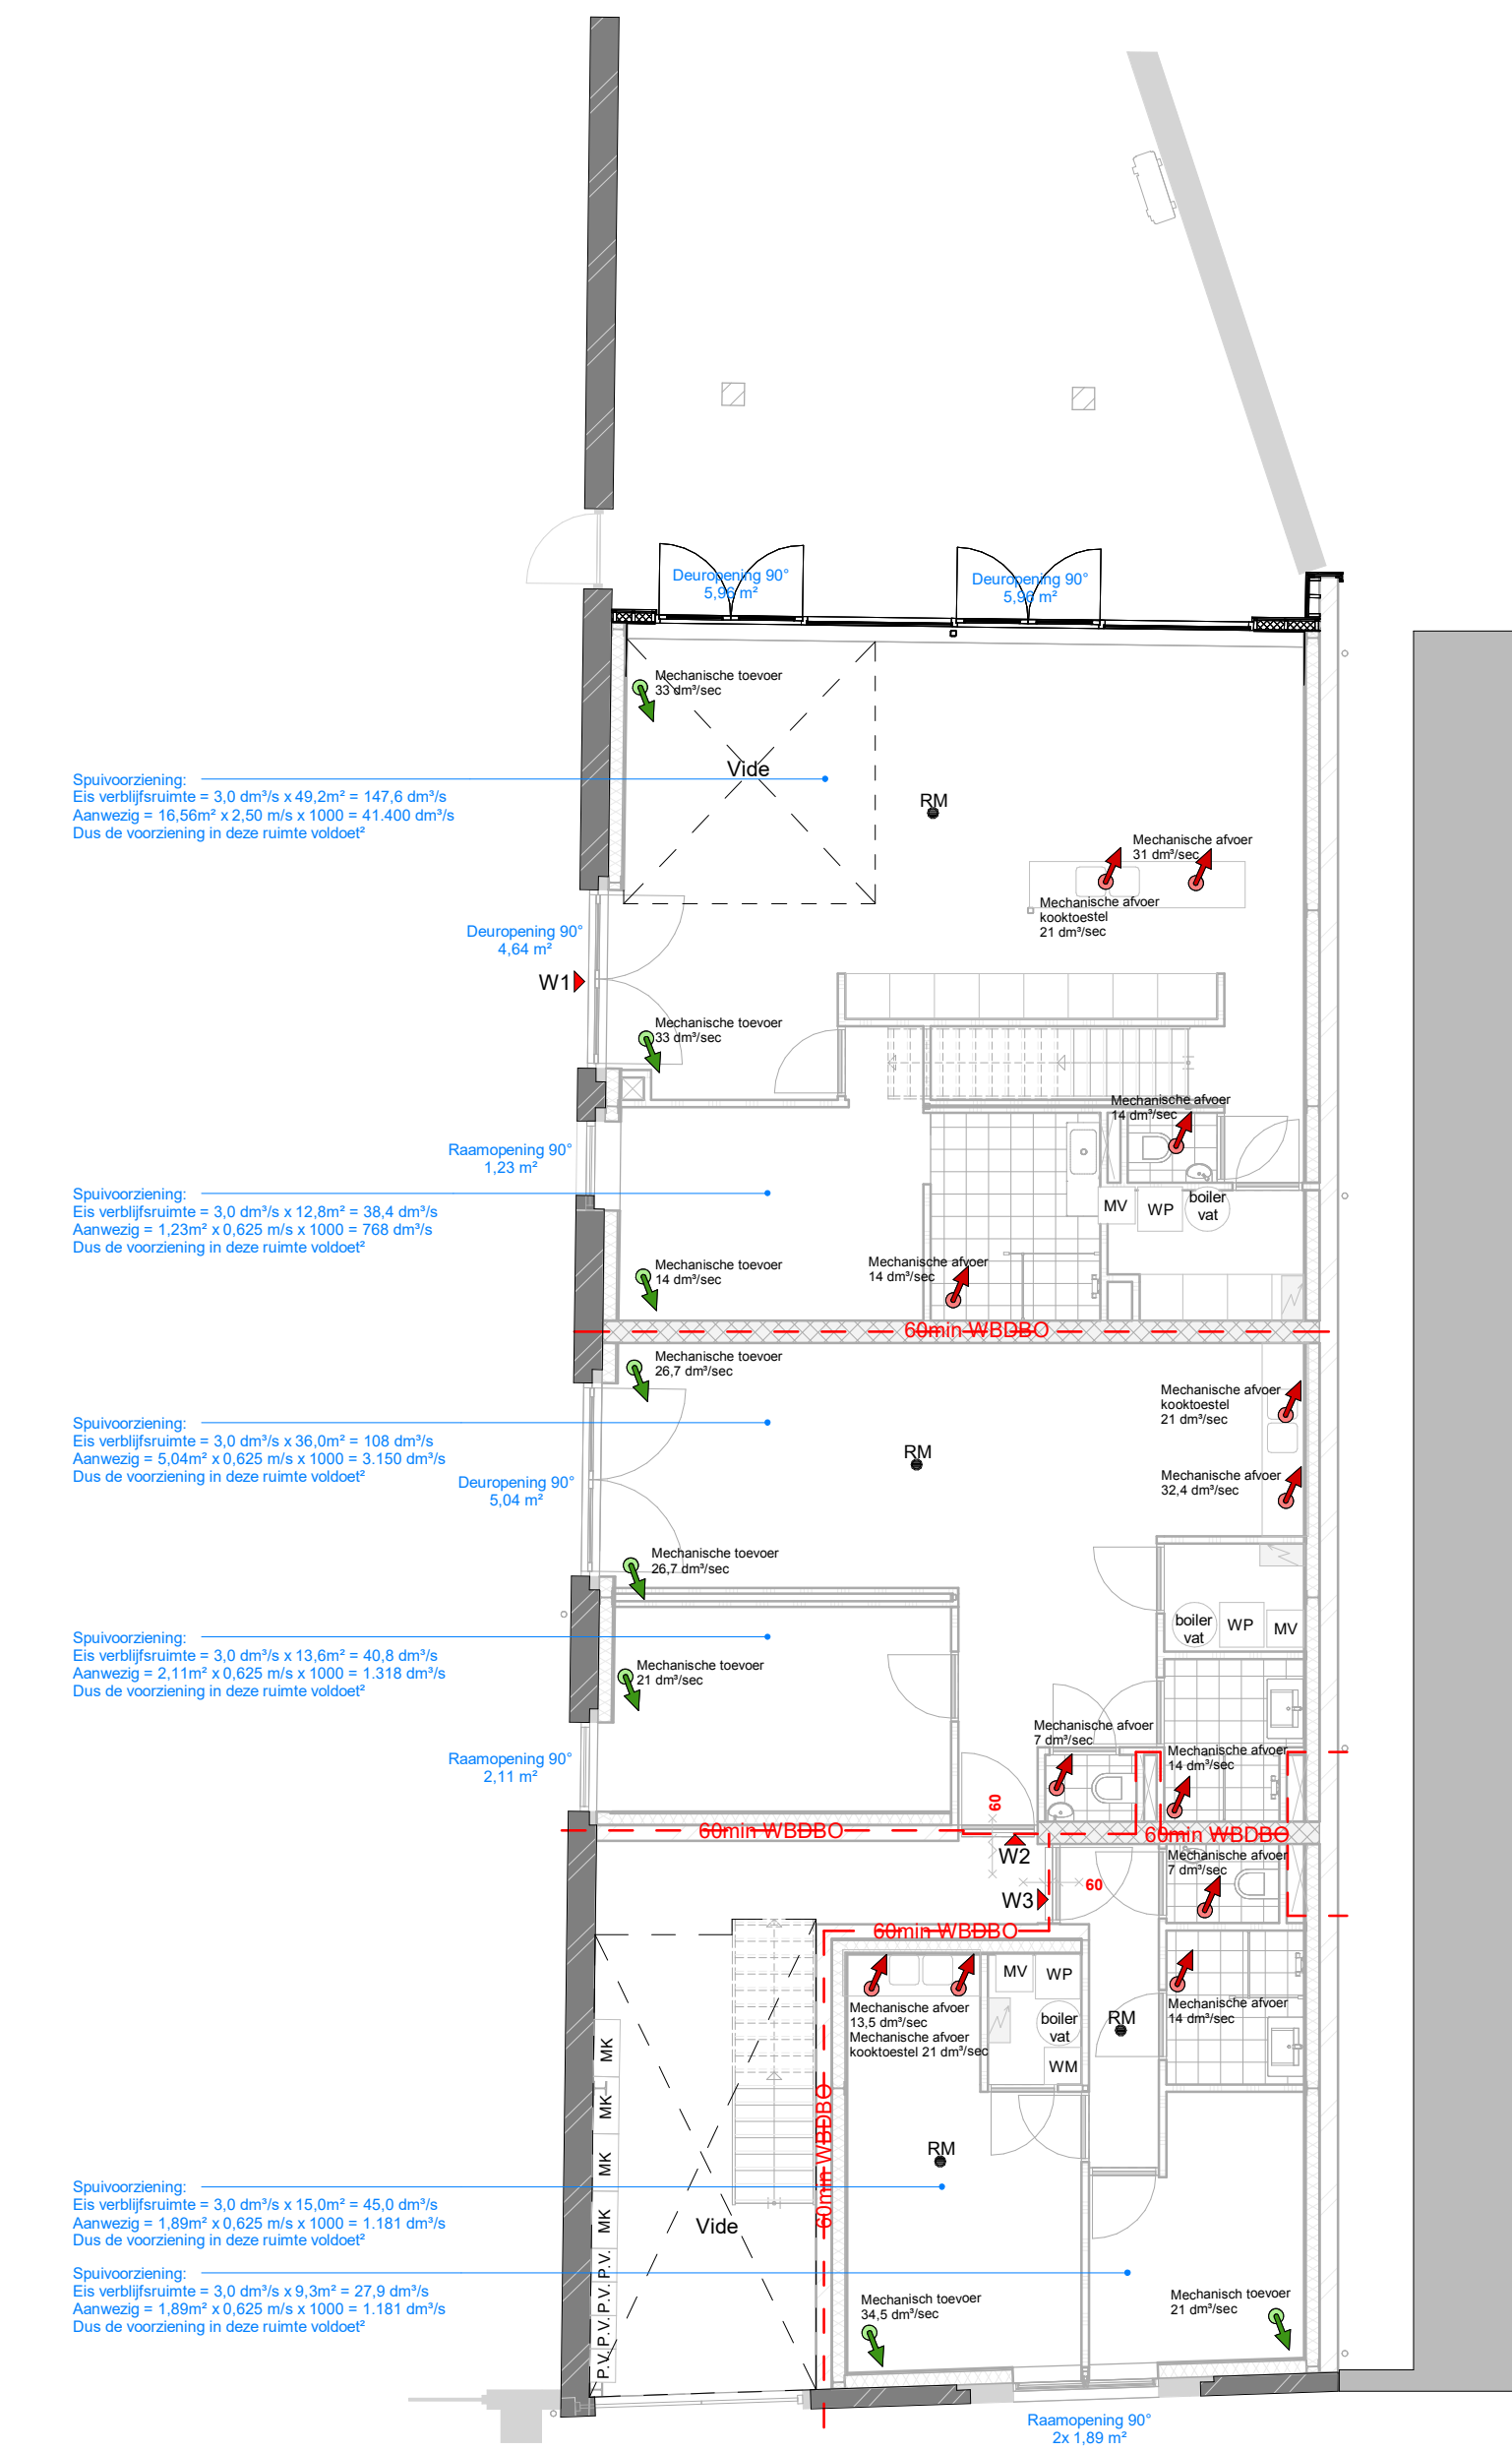 Deuropening 90°
5,96 m²
Deuropening 90°
5,96 m²
Mechanische toevoer
33 dm³/sec
Vide
Spuivoorziening:
Eis verblijfsruimte = 3,0 dm³/s x 49,2m² = 147,6 dm³/s
Aanwezig = 16,56m² x 2,50 m/s x 1000 = 41.400 dm³/s
Dus de voorziening in deze ruimte voldoet²
RM
Mechanische afvoer
31 dm³/sec
Mechanische afvoer
kooktoestel
21 dm³/sec
Deuropening 90°
4,64 m²
W1
Mechanische toevoer
33 dm³/sec
Mechanische afvoer
14 dm³/sec
Raamopening 90°
1,23 m²
Spuivoorziening:
Eis verblijfsruimte = 3,0 dm³/s x 12,8m² = 38,4 dm³/s
Aanwezig = 1,23m² x 0,625 m/s x 1000 = 768 dm³/s
Dus de voorziening in deze ruimte voldoet²
MV
WP
boiler
vat
Mechanische toevoer
14 dm³/sec
Mechanische afvoer
14 dm³/sec
60min WBDBO
Mechanische toevoer
26,7 dm³/sec
Mechanische afvoer
kooktoestel
21 dm³/sec
Spuivoorziening:
Eis verblijfsruimte = 3,0 dm³/s x 36,0m² = 108 dm³/s
Aanwezig = 5,04m² x 0,625 m/s x 1000 = 3.150 dm³/s
Dus de voorziening in deze ruimte voldoet²
RM
Mechanische afvoer
32,4 dm³/sec
Deuropening 90°
5,04 m²
Mechanische toevoer
26,7 dm³/sec
boiler
vat
WP
MV
Spuivoorziening:
Eis verblijfsruimte = 3,0 dm³/s x 13,6m² = 40,8 dm³/s
Aanwezig = 2,11m² x 0,625 m/s x 1000 = 1.318 dm³/s
Dus de voorziening in deze ruimte voldoet²
Mechanische toevoer
21 dm³/sec
Mechanische afvoer
7 dm³/sec
Mechanische afvoer
14 dm³/sec
Raamopening 90°
2,11 m²
60
60min WBDBO
60min WBDBO
W2
Mechanische afvoer
7 dm³/sec
60
W3
60min WBDBO
MV
WP
Mechanische afvoer
13,5 dm³/sec
Mechanische afvoer
kooktoestel 21 dm³/sec
boiler
vat
WM
RM
Mechanische afvoer
14 dm³/sec
MK
MK
MK
MK
60min WBDBO
RM
Spuivoorziening:
Eis verblijfsruimte = 3,0 dm³/s x 15,0m² = 45,0 dm³/s
Aanwezig = 1,89m² x 0,625 m/s x 1000 = 1.181 dm³/s
Dus de voorziening in deze ruimte voldoet²
Vide
P.V.
P.V.
P.V.
P.V.
Spuivoorziening:
Eis verblijfsruimte = 3,0 dm³/s x 9,3m² = 27,9 dm³/s
Aanwezig = 1,89m² x 0,625 m/s x 1000 = 1.181 dm³/s
Dus de voorziening in deze ruimte voldoet²
Mechanisch toevoer
34,5 dm³/sec
Mechanisch toevoer
21 dm³/sec
Raamopening 90°
2x 1,89 m²